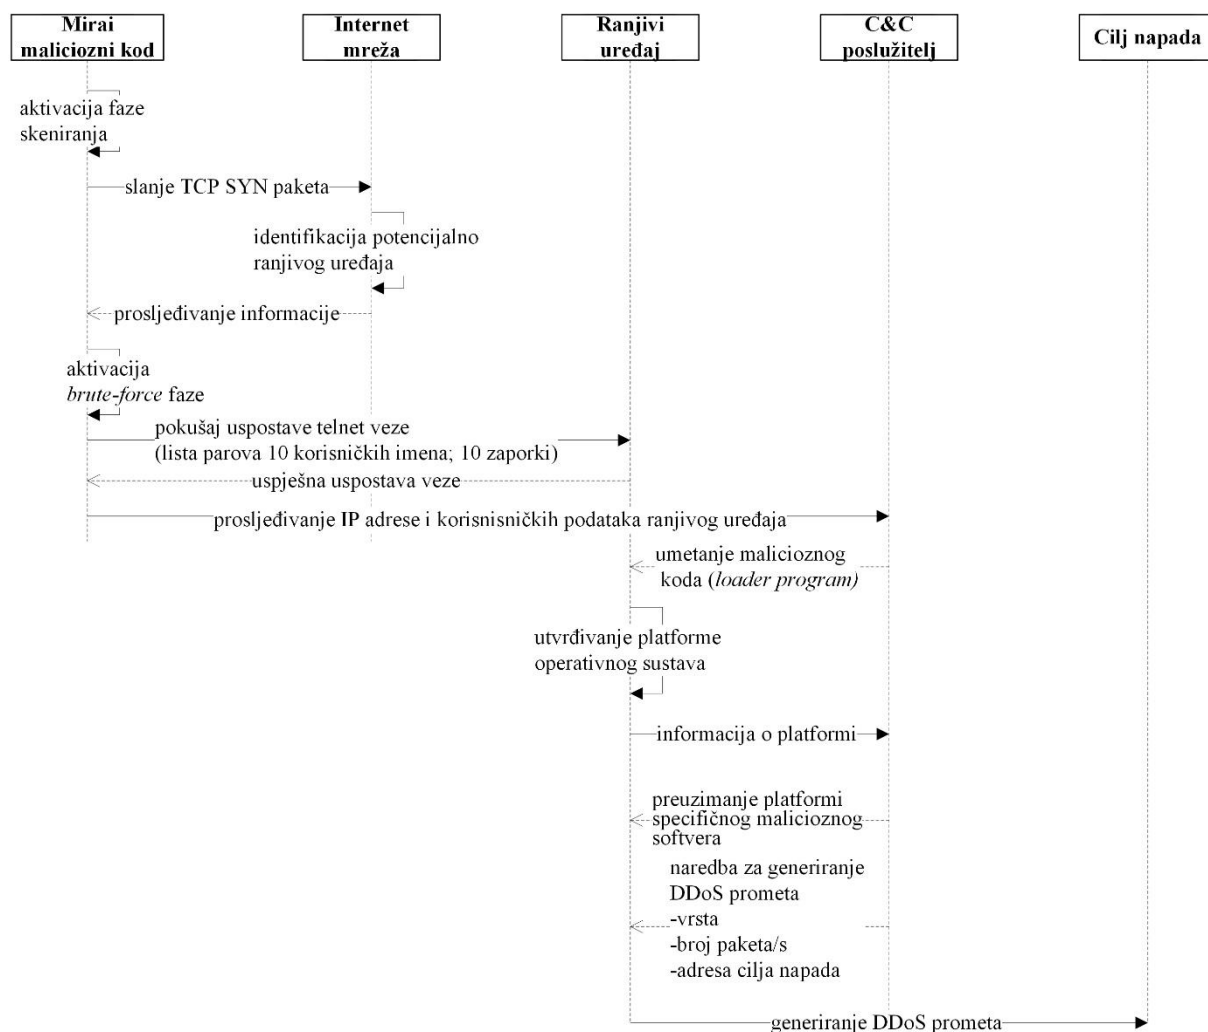 Mirai
maliciozni kod
Internet
mreža
Ranjivi
uređaj
C&C
poslužitelj
Cilj napada
aktivacija faze
skeniranja
slanje TCP SYN paketa
identifikacija potencijalno
ranjivog uređaja
prosljeđivanje informacije
aktivacija
brute-force faze
pokušaj uspostave telnet veze
(lista parova 10 korisničkih imena; 10 zaporki)
uspješna uspostava veze
prosljeđivanje IP adrese i korisnisničkih podataka ranjivog uređaja
umetanje malicioznog
koda (loader program)
utvrđivanje platforme
operativnog sustava
informacija o platformi
preuzimanje platformi
specifičnog malicioznog
softvera
naredba za generiranje
DDoS prometa
-vrsta
-broj paketa/s
-adresa cilja napada
generiranje DDoS prometa